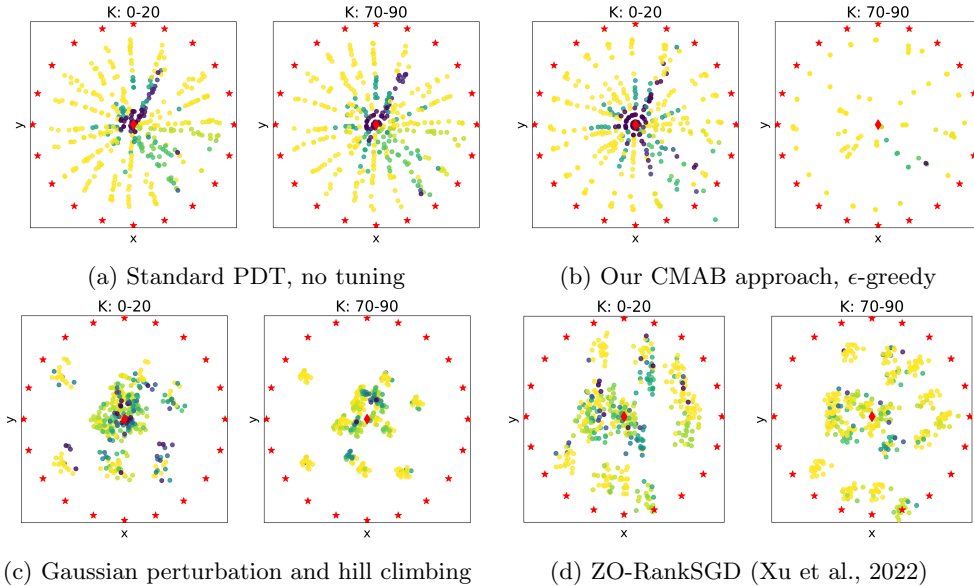 K: 0-20
K: 70-90
K: 0-20
K: 70-90
y
y
y
y
x
x
x
x
(a) Standard PDT, no tuning
(b) Our CMAB approach, ϵ-greedy
K: 0-20
K: 70-90
K: 0-20
K: 70-90
y
y
y
y
x
x
x
x
(c) Gaussian perturbation and hill climbing
(d) ZO-RankSGD (Xu et al., 2022)